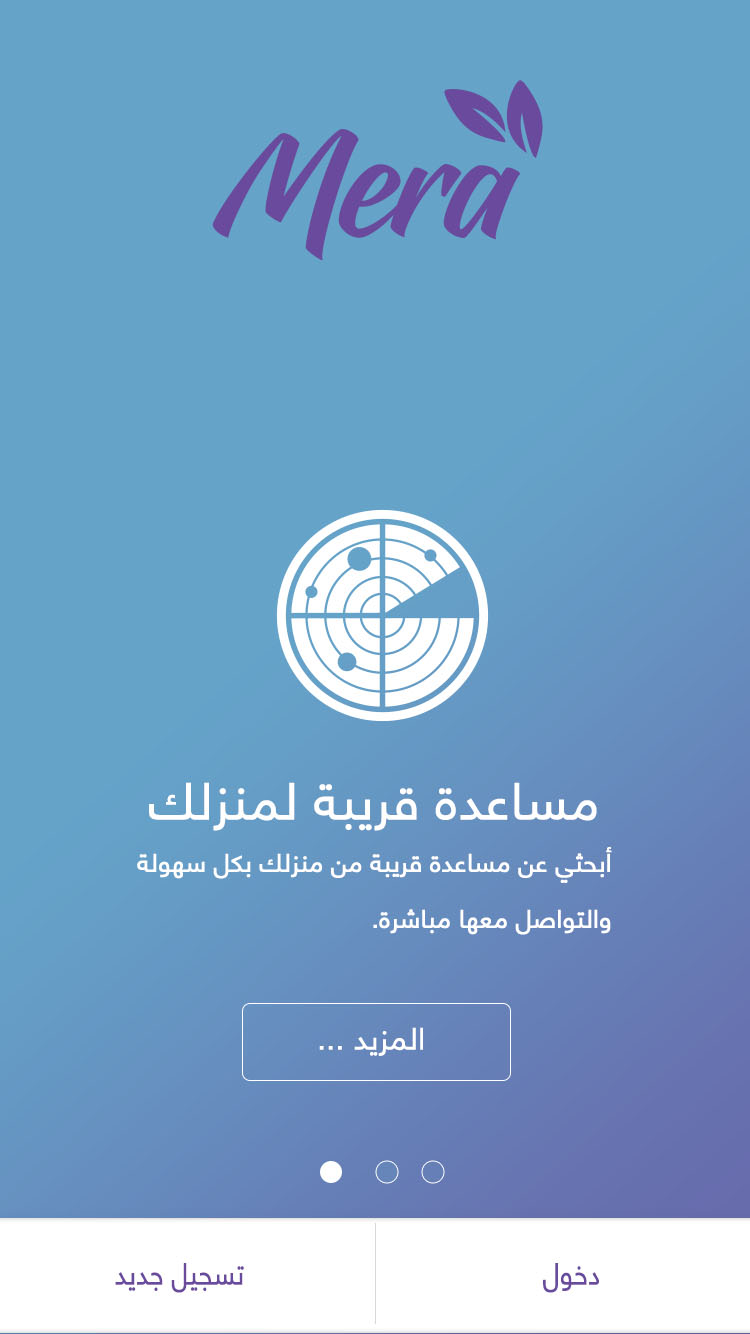 Mera
مساعدة قريبة لمنزلك
أبحثي عن مساعدة قريبة من منزلك بكل سهولة
والتواصل معها مباشرة.
المزيد ...
دخول
تسجيل جديد